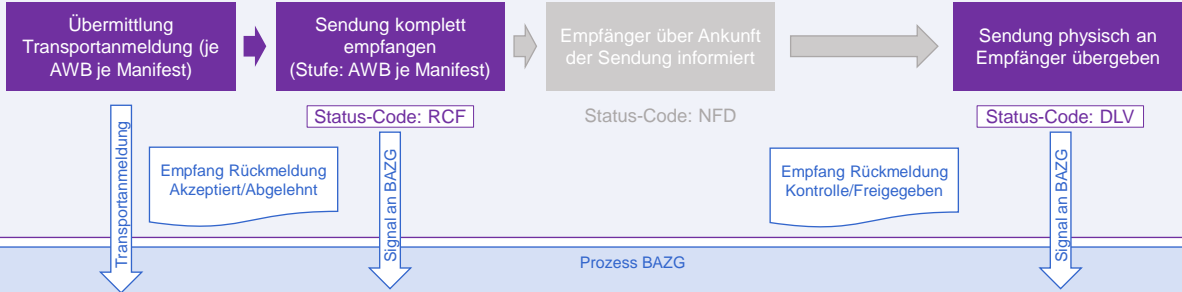 Übermittlung
Transportanmeldung (je
AWB je Manifest)
Sendung komplett
empfangen
(Stufe: AWB je Manifest)
Empfänger über Ankunft
der Sendung informiert
Sendung physisch an
Empfänger übergeben
Status-Code: RCF
Status-Code: NFD
Status-Code: DLV
Transportanmeldung
Empfang Rückmeldung
Akzeptiert/Abgelehnt
Signal an BAZG
Empfang Rückmeldung
Kontrolle/Freigegeben
Signal an BAZG
Prozess BAZG